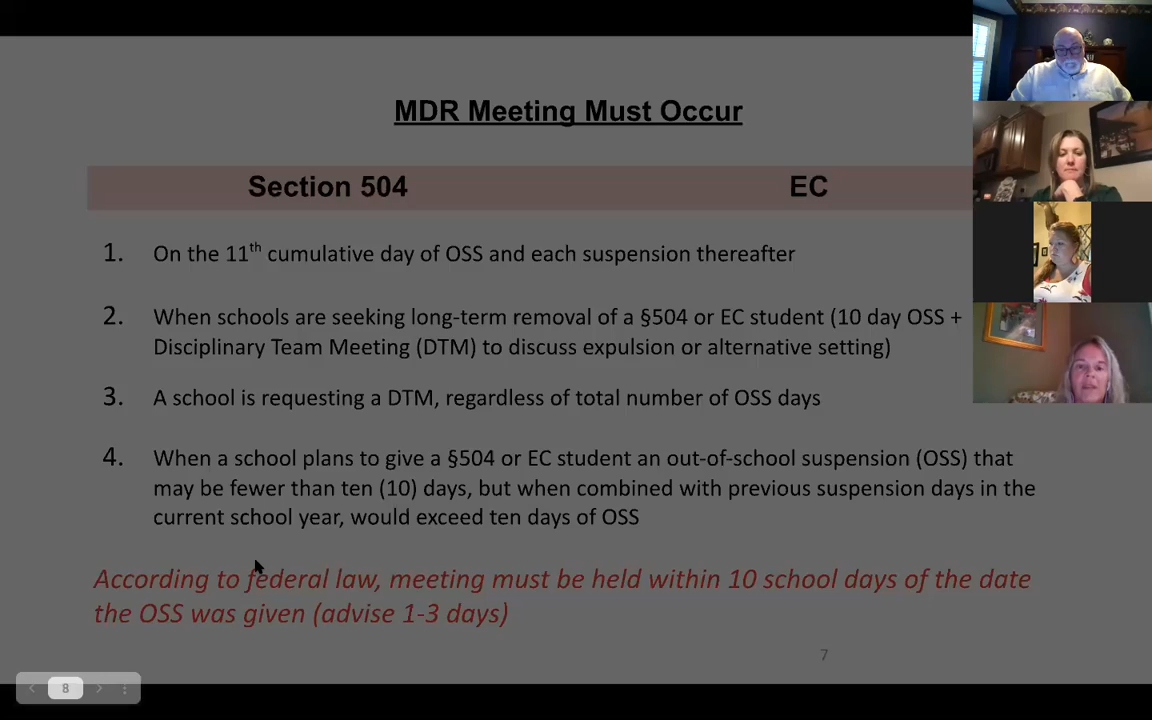 MDR Meeting Must Occur
Section 504 EC
1. On the 11th cumulative day of OSS and each suspension thereafter
2. When schools are seeking long-term removal of a §504 or EC student (10 day OSS +
Disciplinary Team Meeting (DTM) to discuss expulsion or alternative setting)
3. A school is requesting a DTM, regardless of total number of OSS days
4. When a school plans to give a §504 or EC student an out-of-school suspension (OSS) that
may be fewer than ten (10) days, but when combined with previous suspension days in the
current school year, would exceed ten days of OSS
According to federal law, meeting must be held within 10 school days of the date
the OSS was given (advise 1-3 days)
7
8